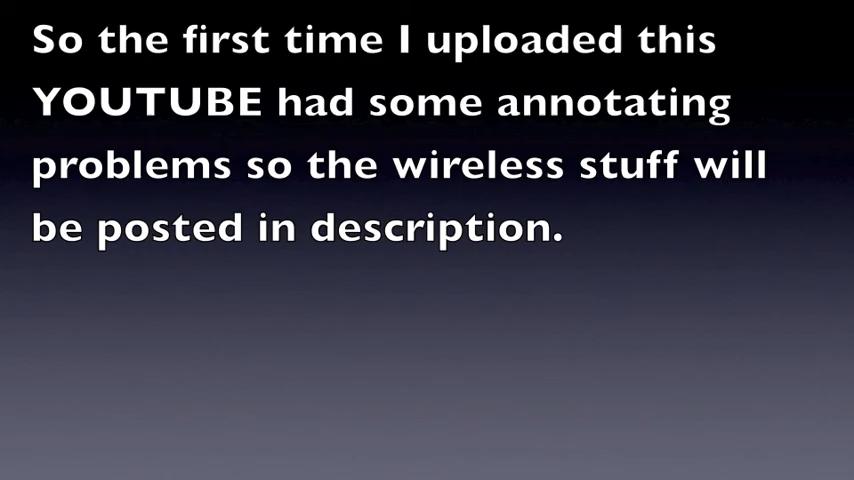 So the first time I uploaded this
YOUTUBE had some annotating
problems so the wireless stuff will
be posted in description.